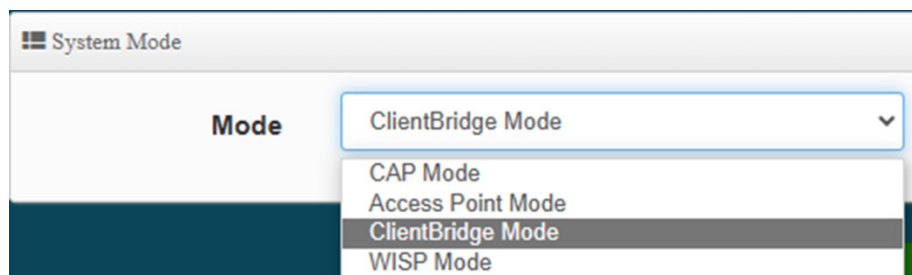 System Mode
Mode ClientBridge Mode
CAP Mode
Access Point Mode
ClientBridge Mode
WISP Mode